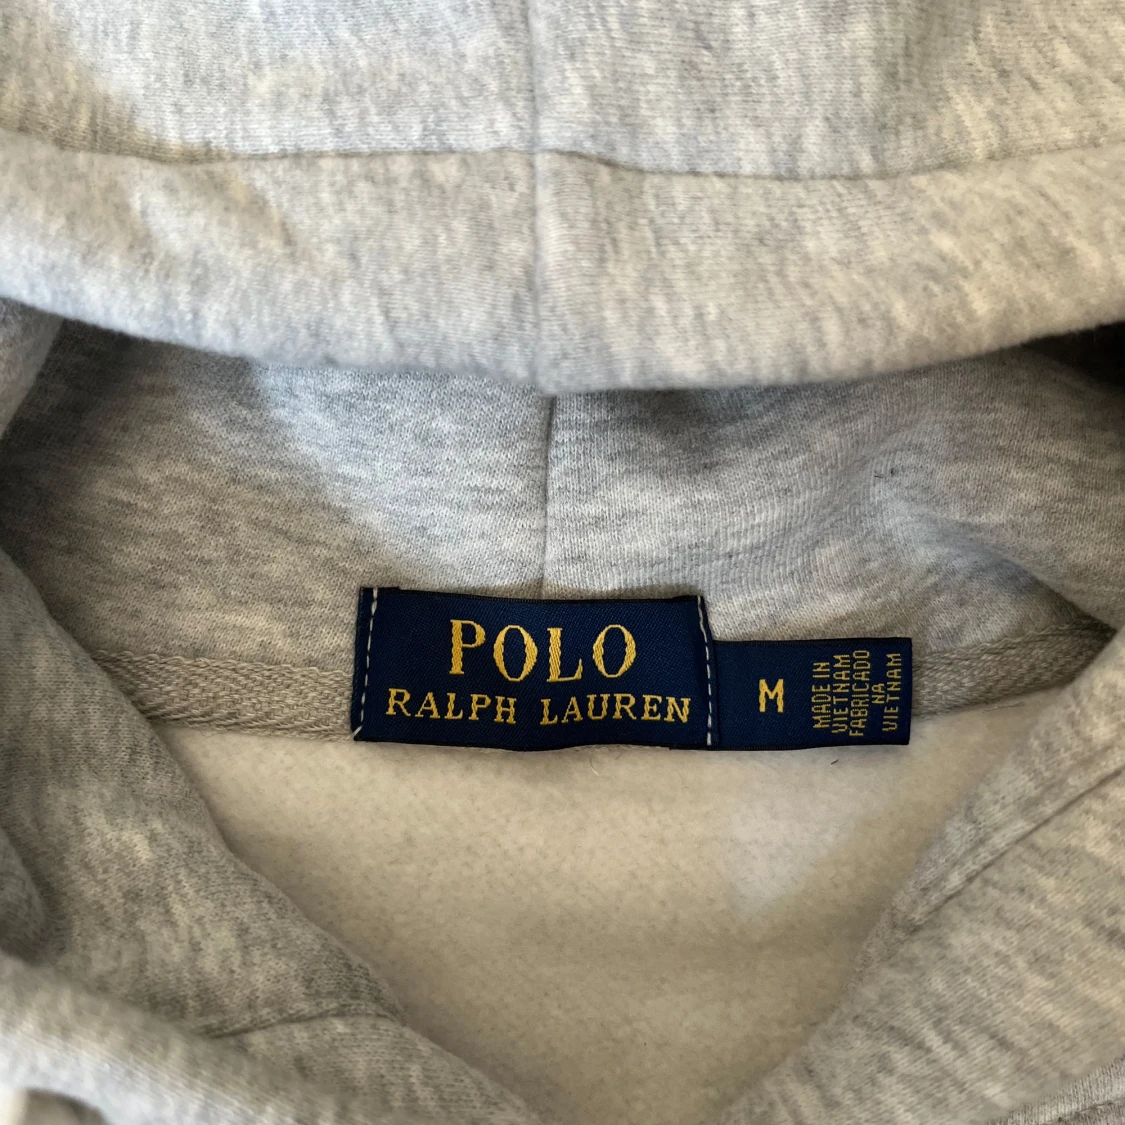 POLO
RALPH LAUREN
M
MADE IN
VIETNAM
FABRICADO
NA
VIETNAM